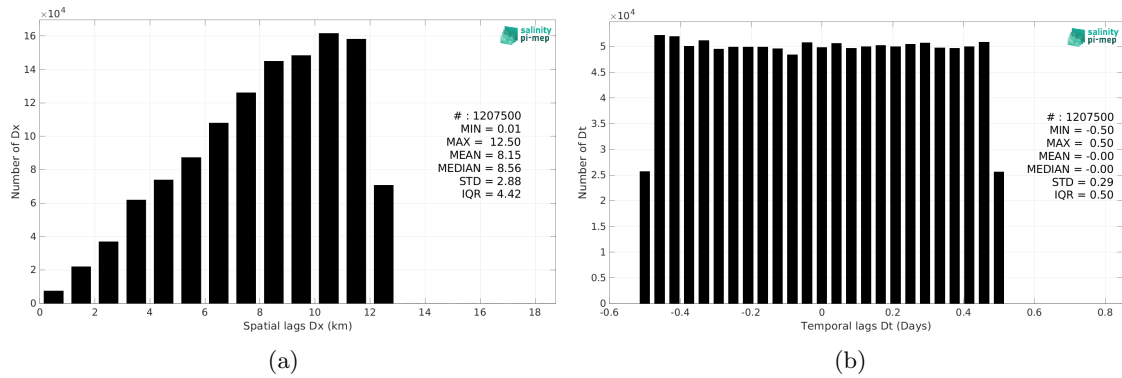 ×10⁴
16
14
12
10
8
6
4
2
0
Number of Dx
salinity
pi-mep
# : 1207500
MIN = 0.01
MAX = 12.50
MEAN = 8.15
MEDIAN = 8.56
STD = 2.88
IQR = 4.42
0 2 4 6 8 10 12 14 16 18
Spatial lags Dx (km)
(a)
×10⁴
5
4.5
4
3.5
3
2.5
2
1.5
1
0.5
0
Number of Dt
salinity
pi-mep
# : 1207500
MIN = -0.50
MAX = 0.50
MEAN = -0.00
MEDIAN = -0.00
STD = 0.29
IQR = 0.50
-0.6 -0.4 -0.2 0 0.2 0.4 0.6 0.8
Temporal lags Dt (Days)
(b)